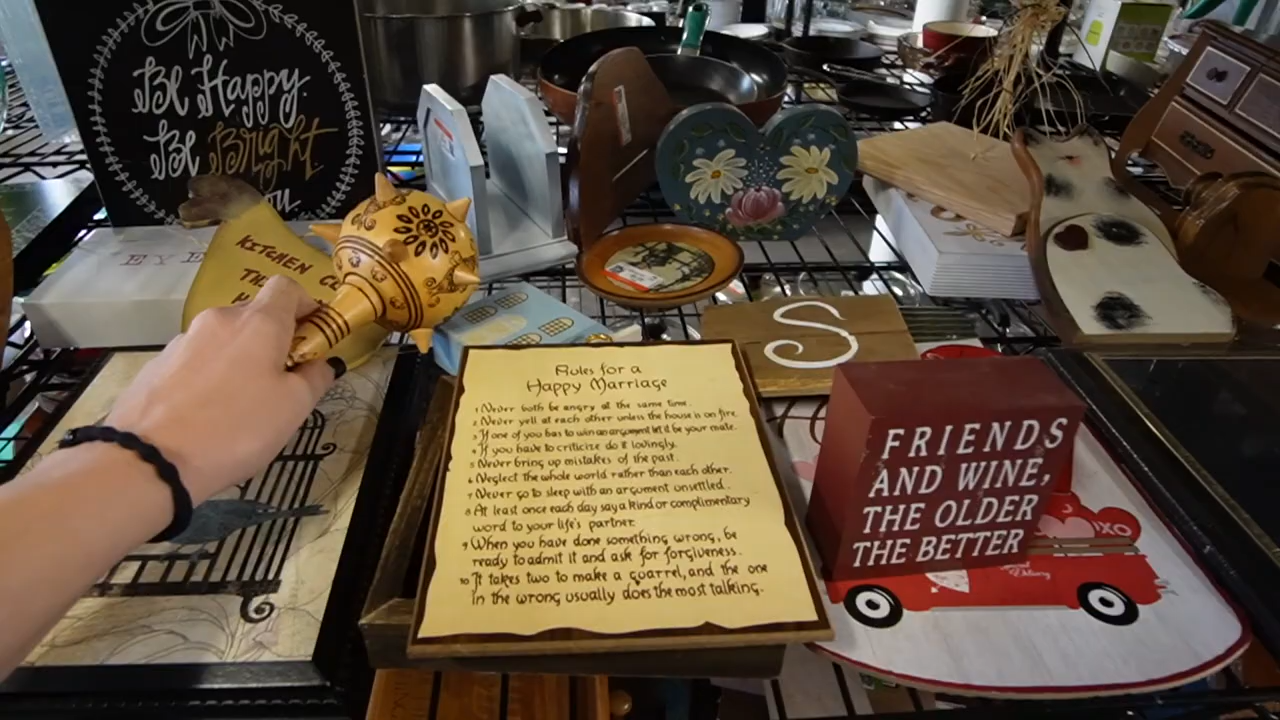 Be Happy.
Be Bright.
You
EYE
KITCHEN
Rules for a
Happy Marriage
1 Never both be angry at the same time.
2 Never yell at each other unless the house is on fire.
3 If one of you has to win an argument let it be your mate.
4 If you have to criticize do it lovingly.
5 Never bring up mistakes of the past.
6 Neglect the whole world rather than each other.
7 Never go to sleep with an argument unsettled.
8 At least once each day say a kind or complimentary
word to your life's partner.
9 When you have done something wrong, be
ready to admit it and ask for forgiveness.
10 It takes two to make a quarrel, and the one
in the wrong usually does the most talking.
S
FRIENDS
AND WINE,
THE OLDER
THE BETTER
XO
Special
Delivery